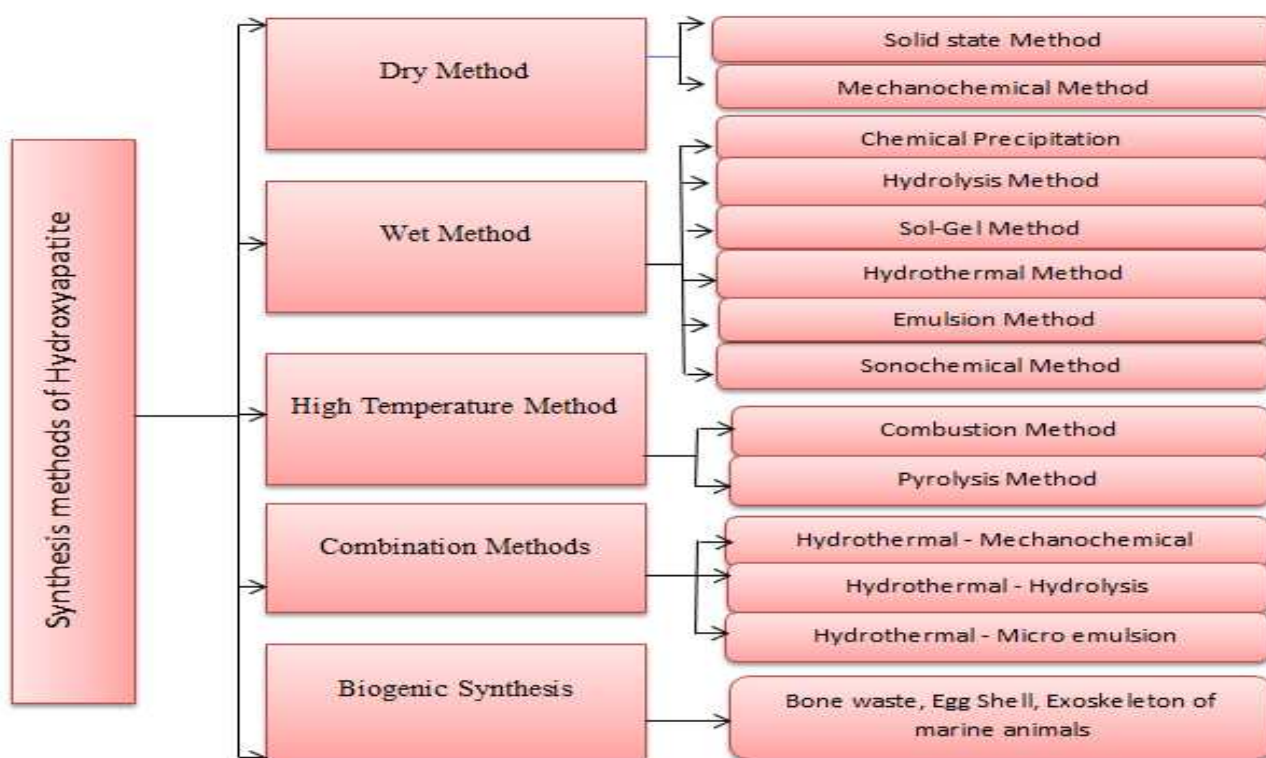 Synthesis methods of Hydroxyapatite
Dry Method
Solid state Method
Mechanochemical Method
Wet Method
Chemical Precipitation
Hydrolysis Method
Sol-Gel Method
Hydrothermal Method
Emulsion Method
Sonochemical Method
High Temperature Method
Combustion Method
Pyrolysis Method
Combination Methods
Hydrothermal - Mechanochemical
Hydrothermal - Hydrolysis
Hydrothermal - Micro emulsion
Biogenic Synthesis
Bone waste, Egg Shell, Exoskeleton of
marine animals